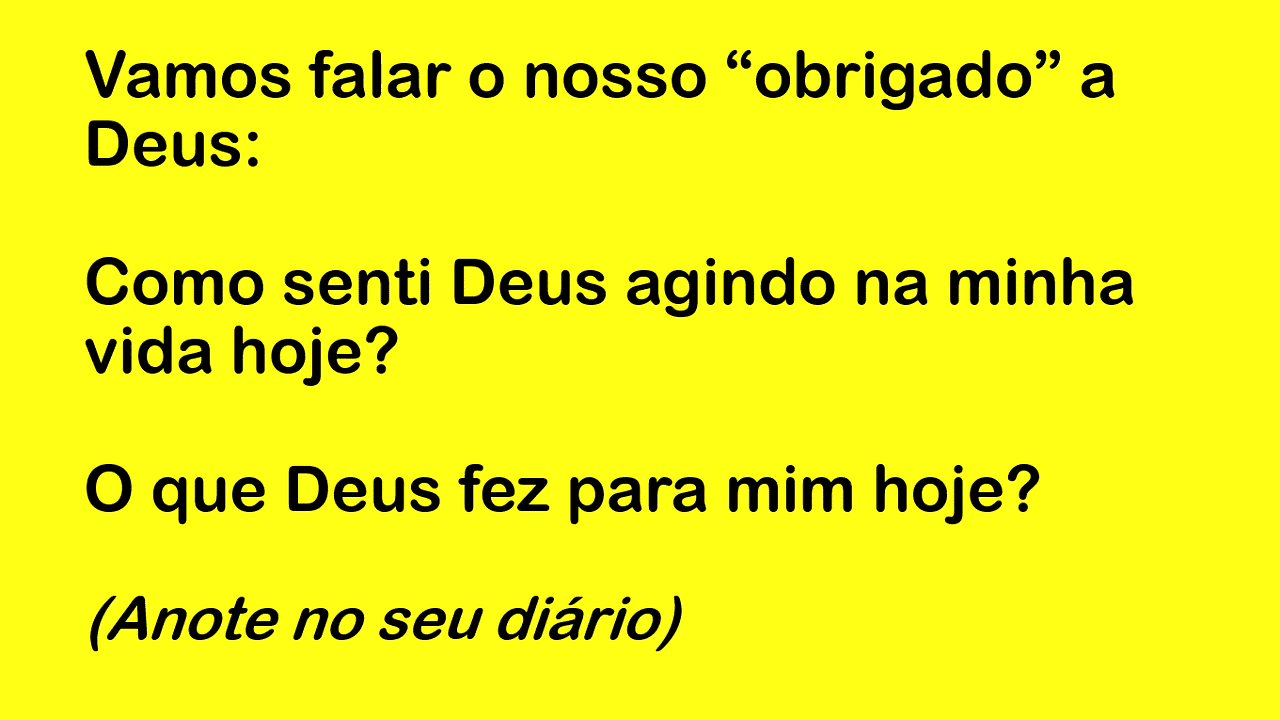 Vamos falar o nosso “obrigado” a
Deus:
Como senti Deus agindo na minha
vida hoje?
O que Deus fez para mim hoje?
(Anote no seu diário)